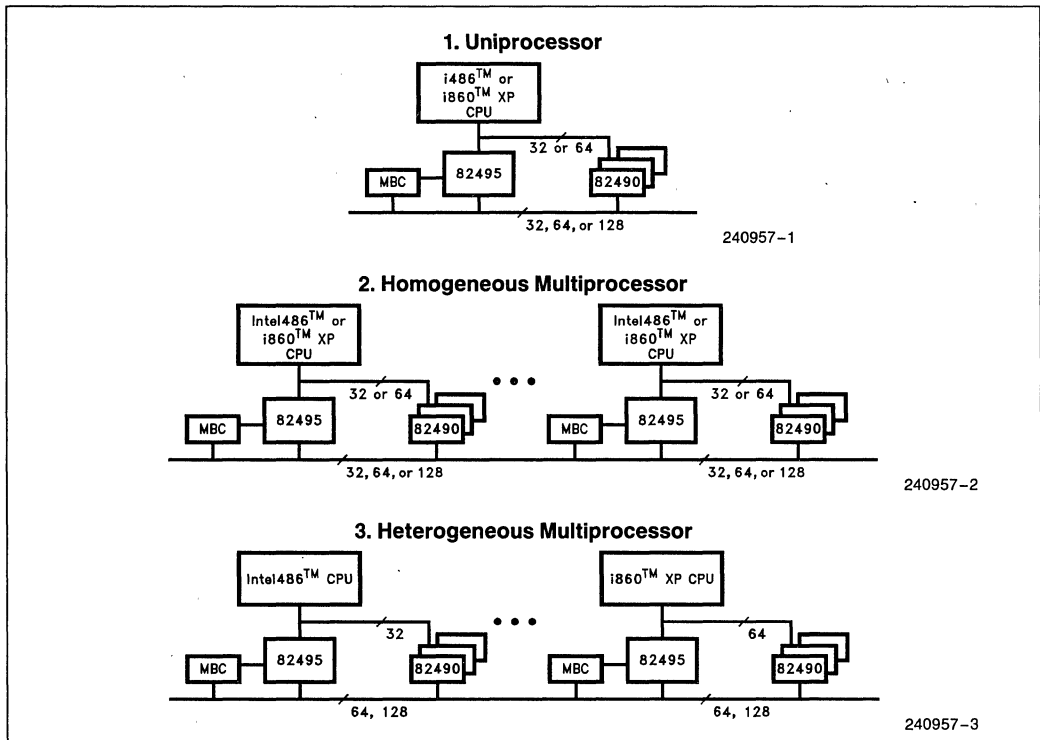 1. Uniprocessor
i486™ or
i860™ XP
CPU
32 or 64
MBC
82495
82490
32, 64, or 128
240957-1
2. Homogeneous Multiprocessor
Intel486™ or
i860™ XP
CPU
Intel486™ or
i860™ XP
CPU
• • •
32 or 64
32 or 64
MBC
82495
82490
MBC
82495
82490
32, 64, or 128
32, 64, or 128
240957-2
3. Heterogeneous Multiprocessor
Intel486™ CPU
i860™ XP CPU
• • •
32
64
MBC
82495
82490
MBC
82495
82490
64, 128
64, 128
240957-3